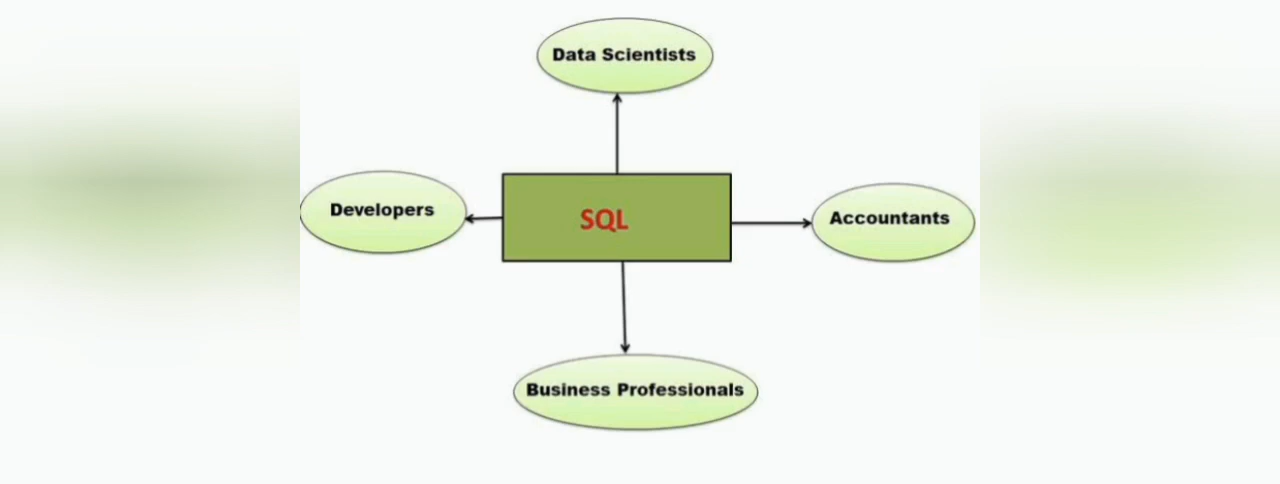 Data Scientists
Developers
SQL
Accountants
Business Professionals